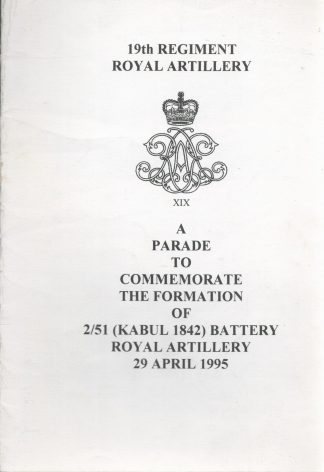 19th REGIMENT
ROYAL ARTILLERY
XIX
A
PARADE
TO
COMMEMORATE
THE FORMATION
OF
2/51 (KABUL 1842) BATTERY
ROYAL ARTILLERY
29 APRIL 1995